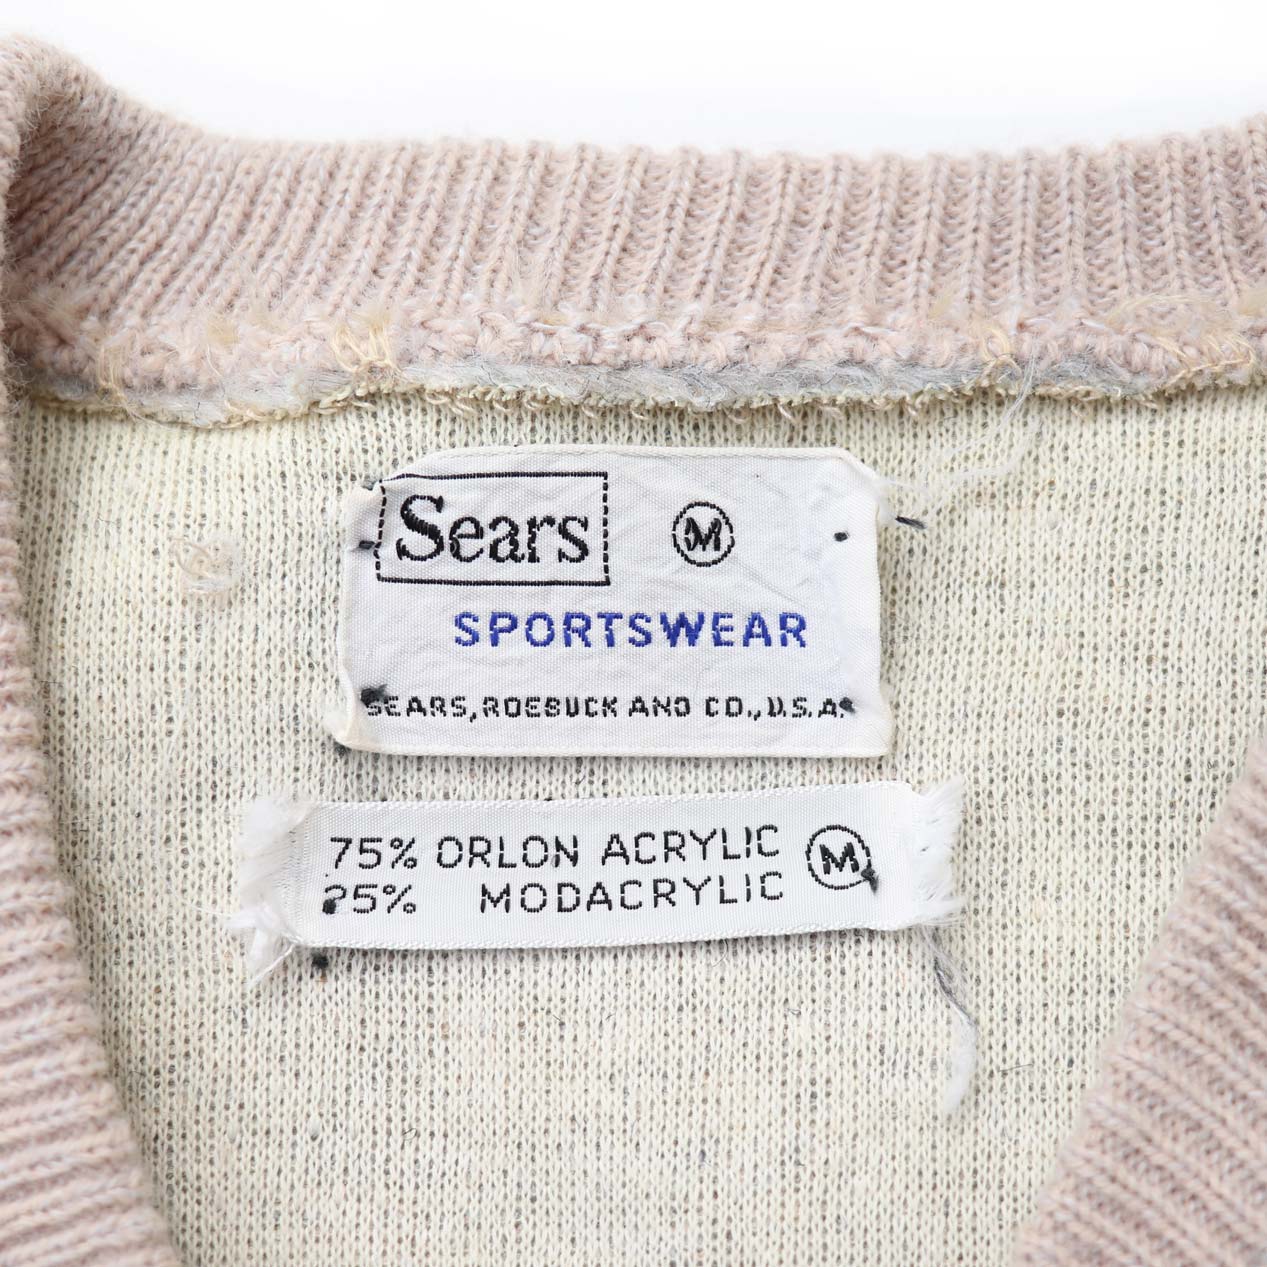 Sears M
SPORTSWEAR
SEARS, ROEBUCK AND CO., U.S.A.
75% ORLON ACRYLIC M
25% MODACRYLIC